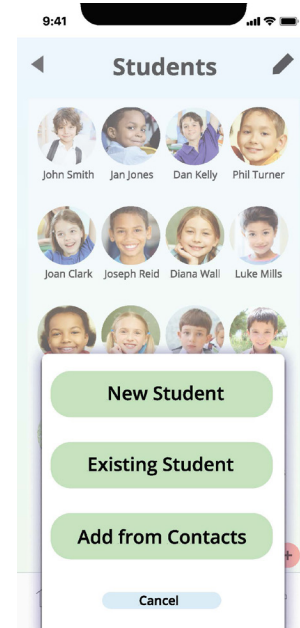 9:41
Students
John Smith Jan Jones Dan Kelly Phil Turner
Joan Clark Joseph Reid Diana Wall Luke Mills
New Student
Existing Student
Add from Contacts
+
Cancel